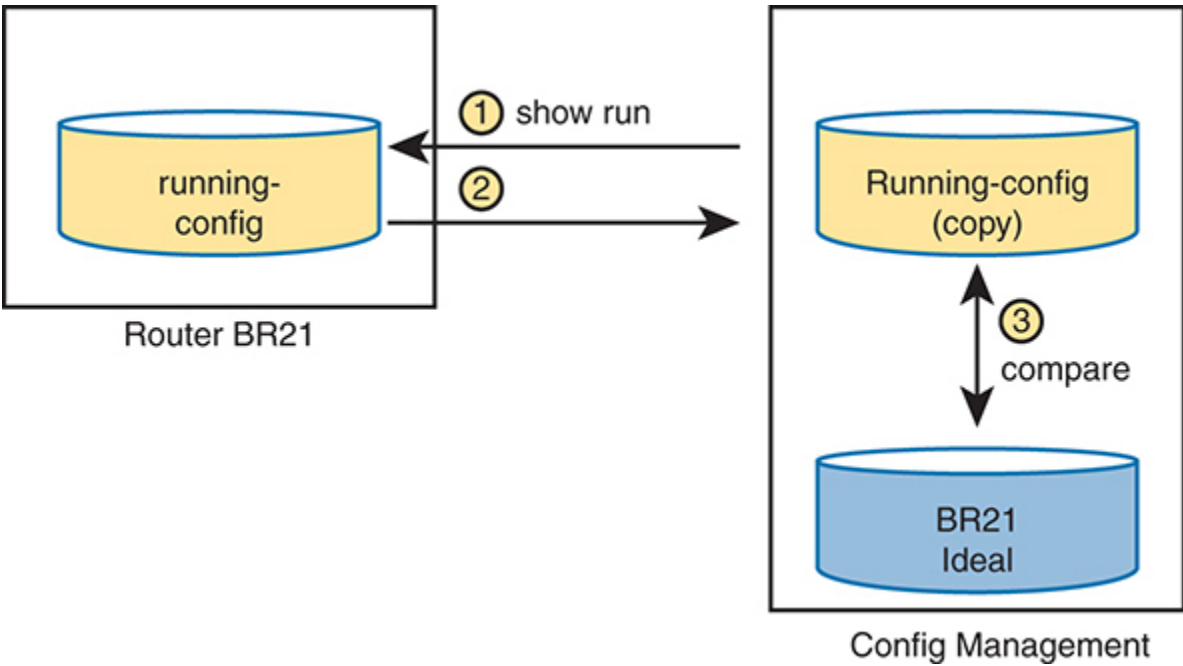 1 show run
running-
config
2
Router BR21
Running-config
(copy)
3
compare
BR21
Ideal
Config Management